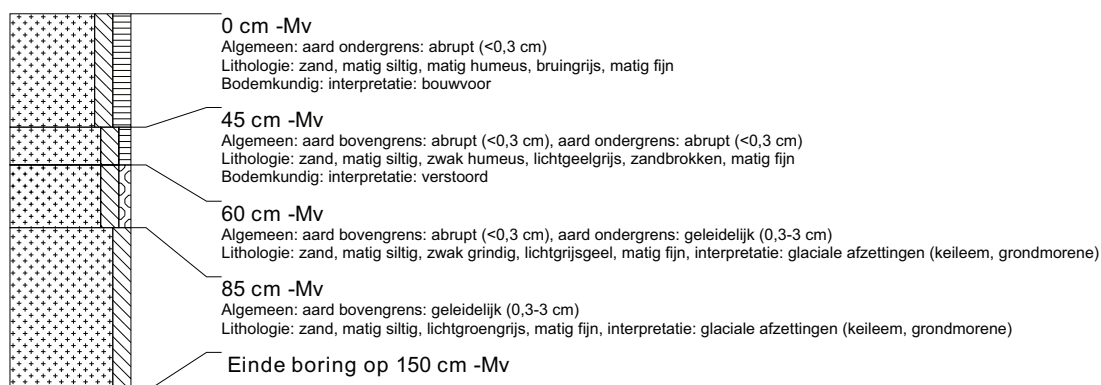 0 cm -Mv
Algemeen: aard ondergrens: abrupt (<0,3 cm)
Lithologie: zand, matig siltig, matig humeus, bruingrijs, matig fijn
Bodemkundig: interpretatie: bouwvoor
45 cm -Mv
Algemeen: aard bovengrens: abrupt (<0,3 cm), aard ondergrens: abrupt (<0,3 cm)
Lithologie: zand, matig siltig, zwak humeus, lichtgeelgrijs, zandbrokken, matig fijn
Bodemkundig: interpretatie: verstoord
60 cm -Mv
Algemeen: aard bovengrens: abrupt (<0,3 cm), aard ondergrens: geleidelijk (0,3-3 cm)
Lithologie: zand, matig siltig, zwak grindig, lichtgrijsgeel, matig fijn, interpretatie: glaciale afzettingen (keileem, grondmorene)
85 cm -Mv
Algemeen: aard bovengrens: geleidelijk (0,3-3 cm)
Lithologie: zand, matig siltig, lichtgroengrijs, matig fijn, interpretatie: glaciale afzettingen (keileem, grondmorene)
Einde boring op 150 cm -Mv